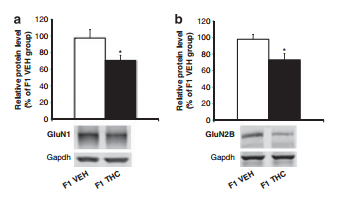 a
Relative protein level
(% of F1 VEH group)
120
100
80
60
40
20
0
*
GluN1
Gapdh
F1 VEH
F1 THC
b
Relative protein level
(% of F1 VEH group)
120
100
80
60
40
20
0
*
GluN2B
Gapdh
F1 VEH
F1 THC